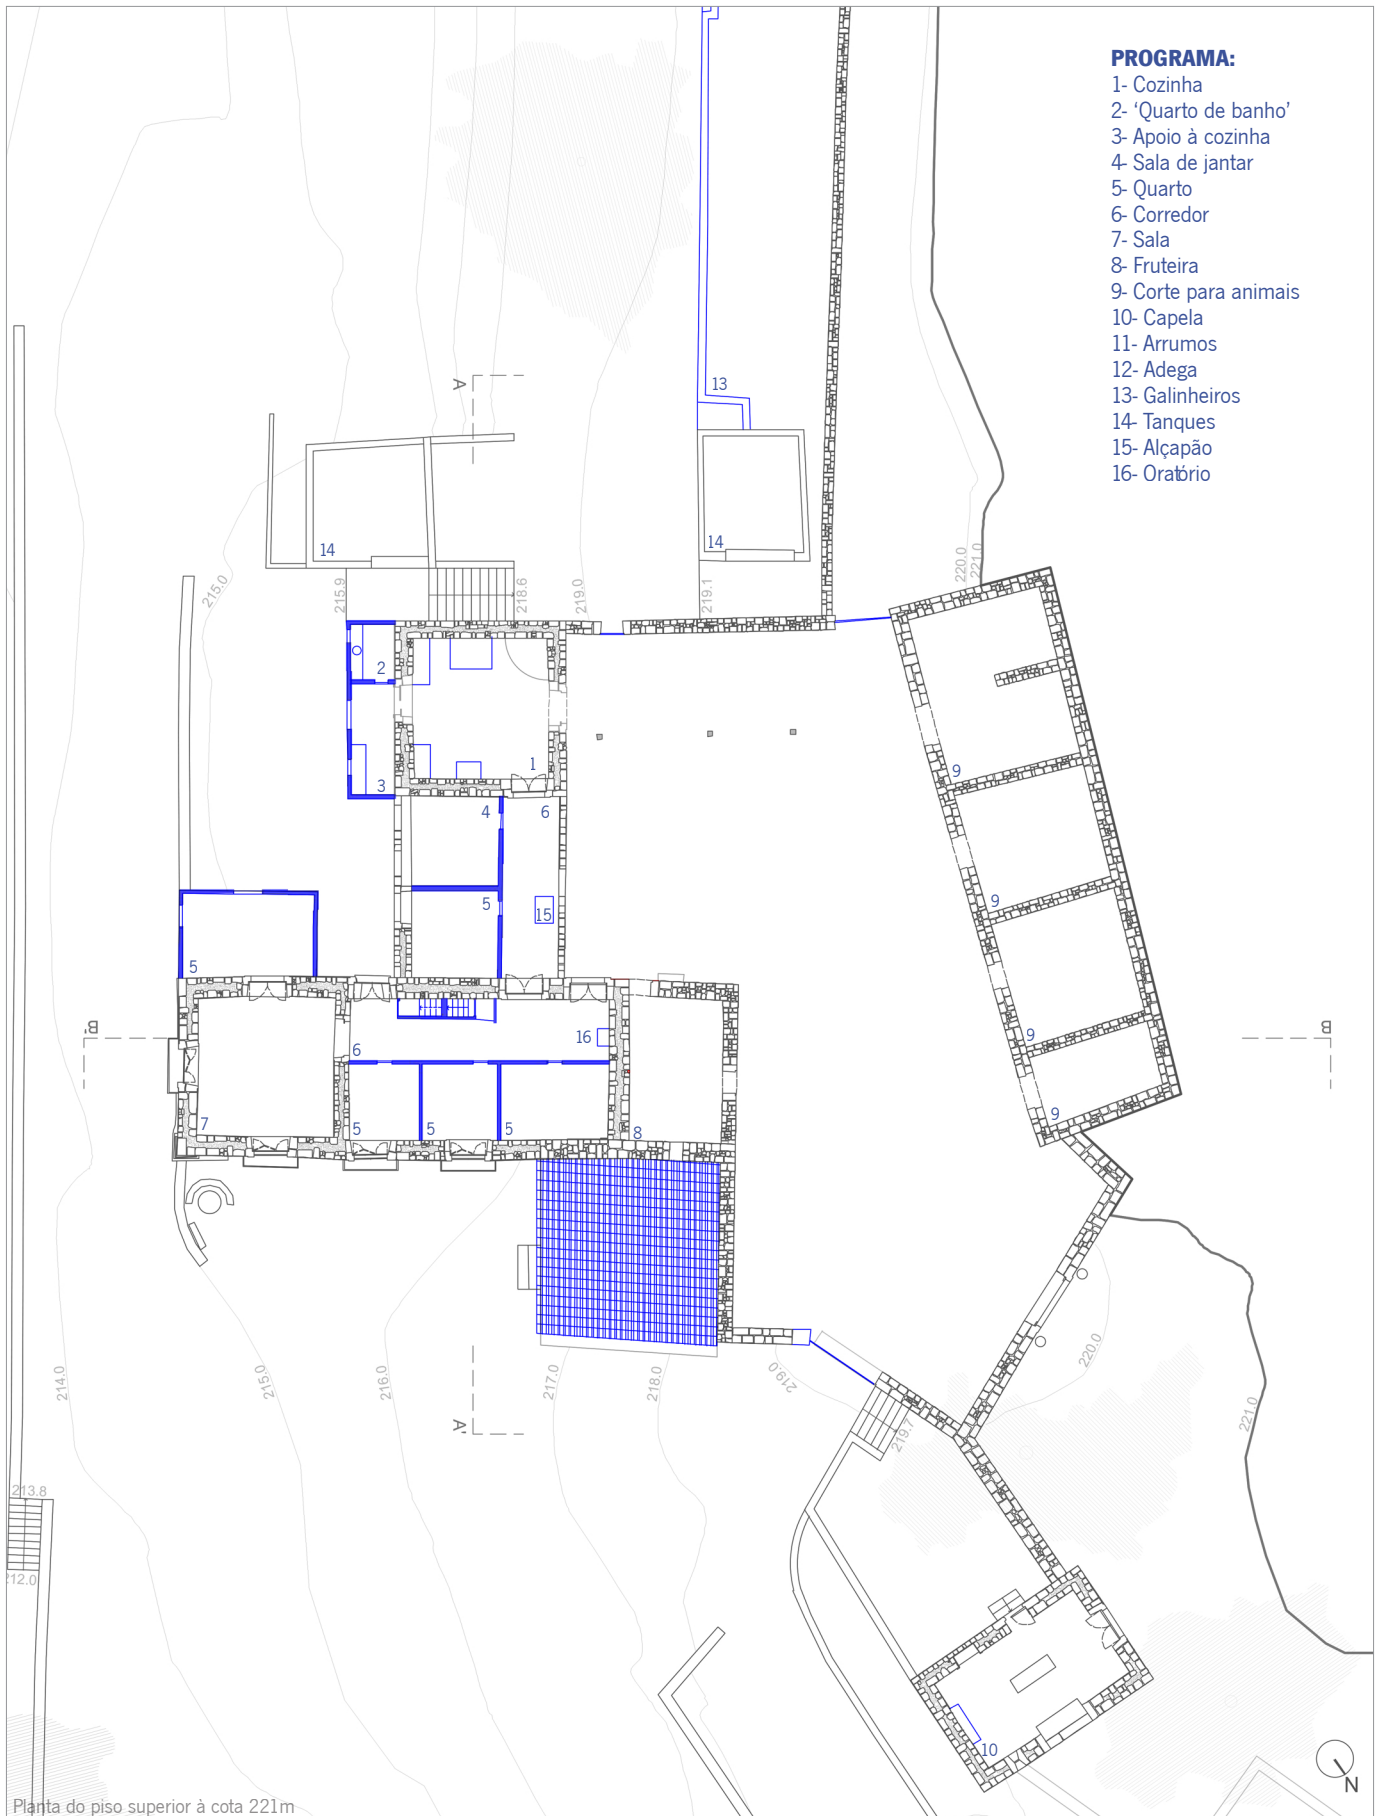 PROGRAMA:
1- Cozinha
2- ‘Quarto de banho’
3- Apoio à cozinha
4- Sala de jantar
5- Quarto
6- Corredor
7- Sala
8- Fruteira
9- Corte para animais
10- Capela
11- Arrumos
12- Adega
13- Galinheiros
14- Tanques
15- Alçapão
16- Oratório
A
13
14
14
215.0
215.9
218.6
219.0
219.1
220.0
221.0
2
1
3
9
4
6
5
15
9
5
B'
B
16
6
9
7
5
5
5
8
9
214.0
215.0
216.0
217.0
218.0
219.0
220.0
221.0
A'
219.7
213.8
212.0
10
N
Planta do piso superior à cota 221m